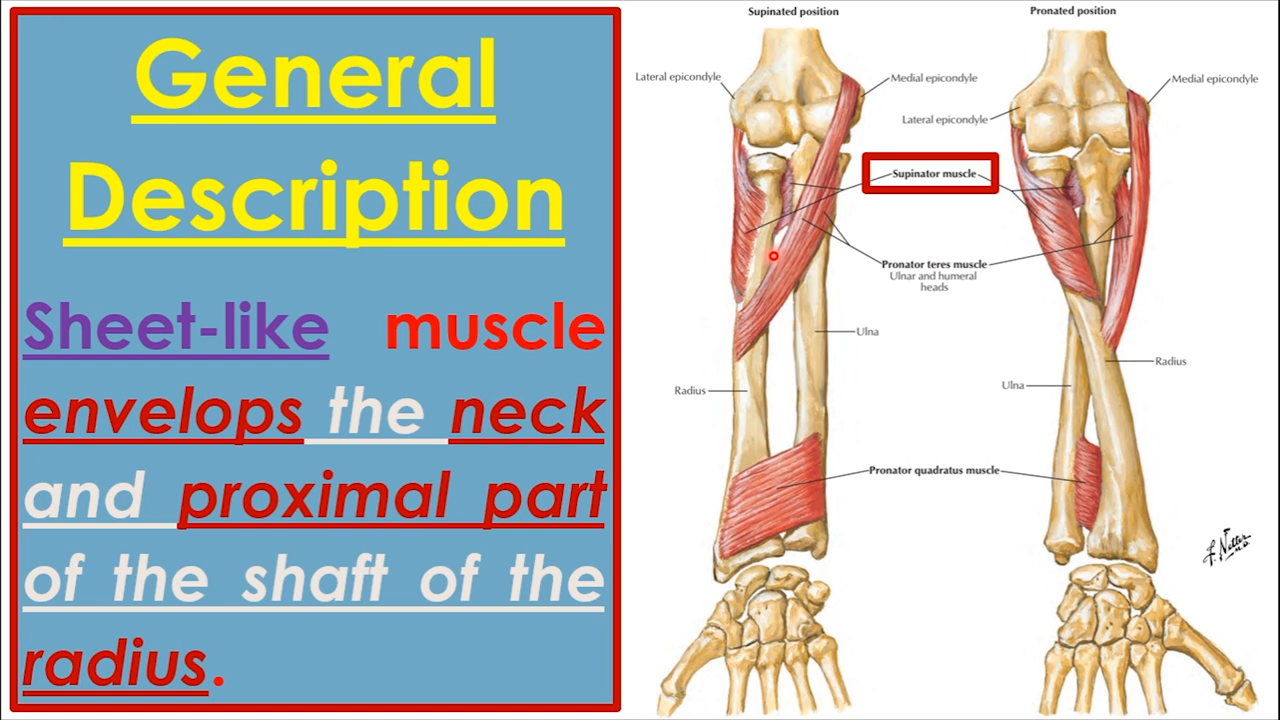 General
Description
Sheet-like muscle
envelops the neck
and proximal part
of the shaft of the
radius.
Supinated position
Pronated position
Lateral epicondyle
Medial epicondyle
Medial epicondyle
Lateral epicondyle
Supinator muscle
Pronator teres muscle
Ulnar and humeral
heads
Ulna
Radius
Radius
Ulna
Pronator quadratus muscle
F. Netter
M.D.